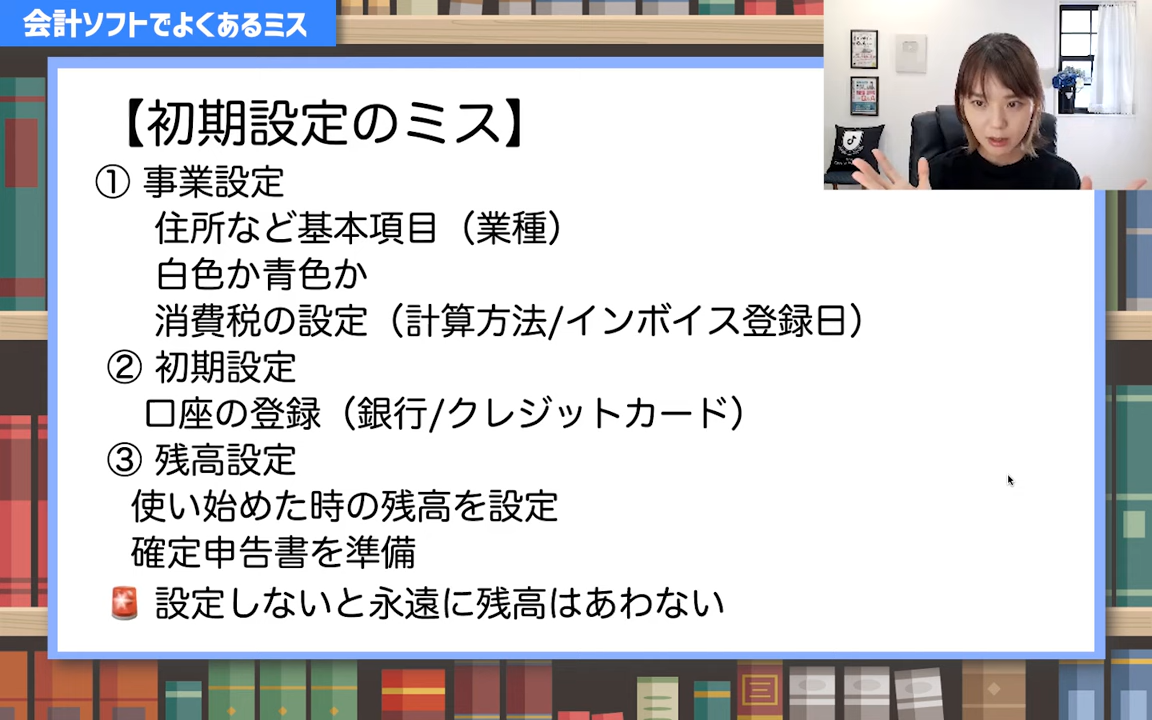 会計ソフトでよくあるミス
【初期設定のミス】
① 事業設定
住所など基本項目（業種）
白色か青色か
消費税の設定（計算方法/インボイス登録日）
② 初期設定
口座の登録（銀行/クレジットカード）
③ 残高設定
使い始めた時の残高を設定
確定申告書を準備
🚨 設定しないと永遠に残高はあわない